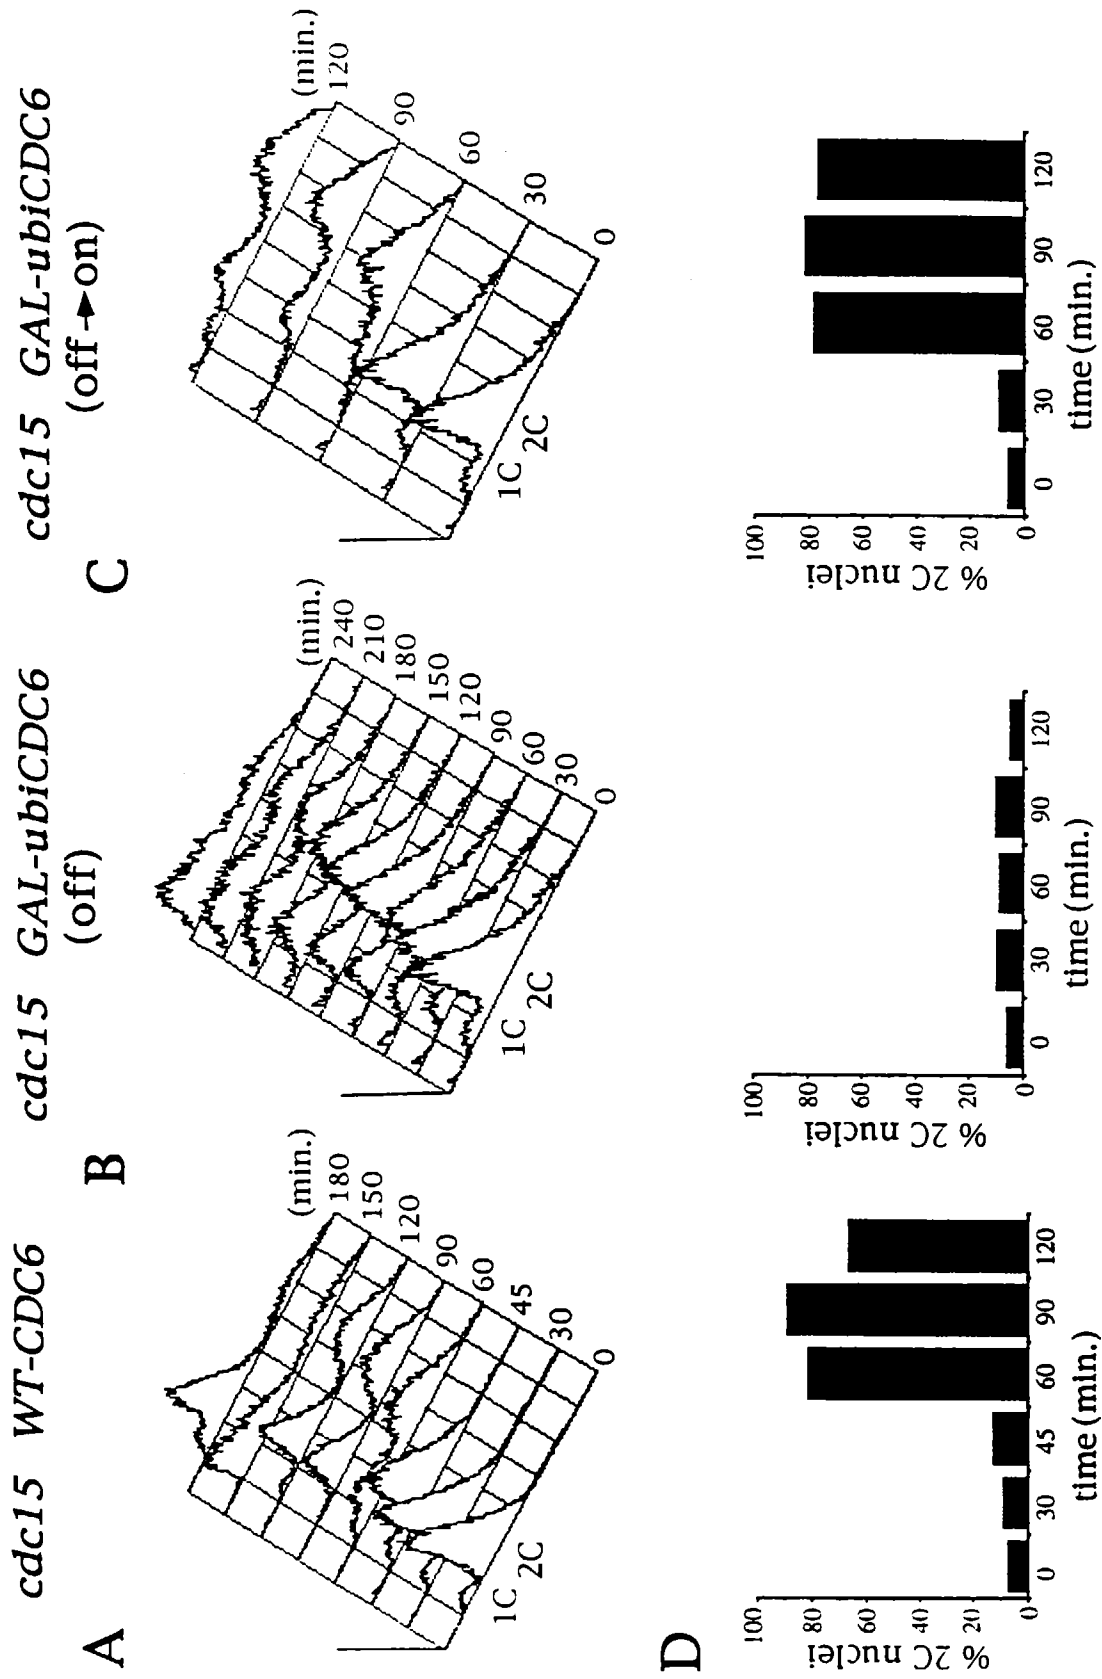 A
cdc15 WT-CDC6
(min.)
180
150
120
90
60
45
30
0
1C 2C
B
cdc15 GAL-ubiCDC6
(off)
(min.)
240
210
180
150
120
90
60
30
0
1C 2C
C
cdc15 GAL-ubiCDC6
(off→on)
(min.)
120
90
60
30
0
1C 2C
D
% 2C nuclei
100
80
60
40
20
0
0 30 45 60 90 120
time (min.)
% 2C nuclei
100
80
60
40
20
0
0 30 60 90 120
time (min.)
% 2C nuclei
100
80
60
40
20
0
0 30 60 90 120
time (min.)